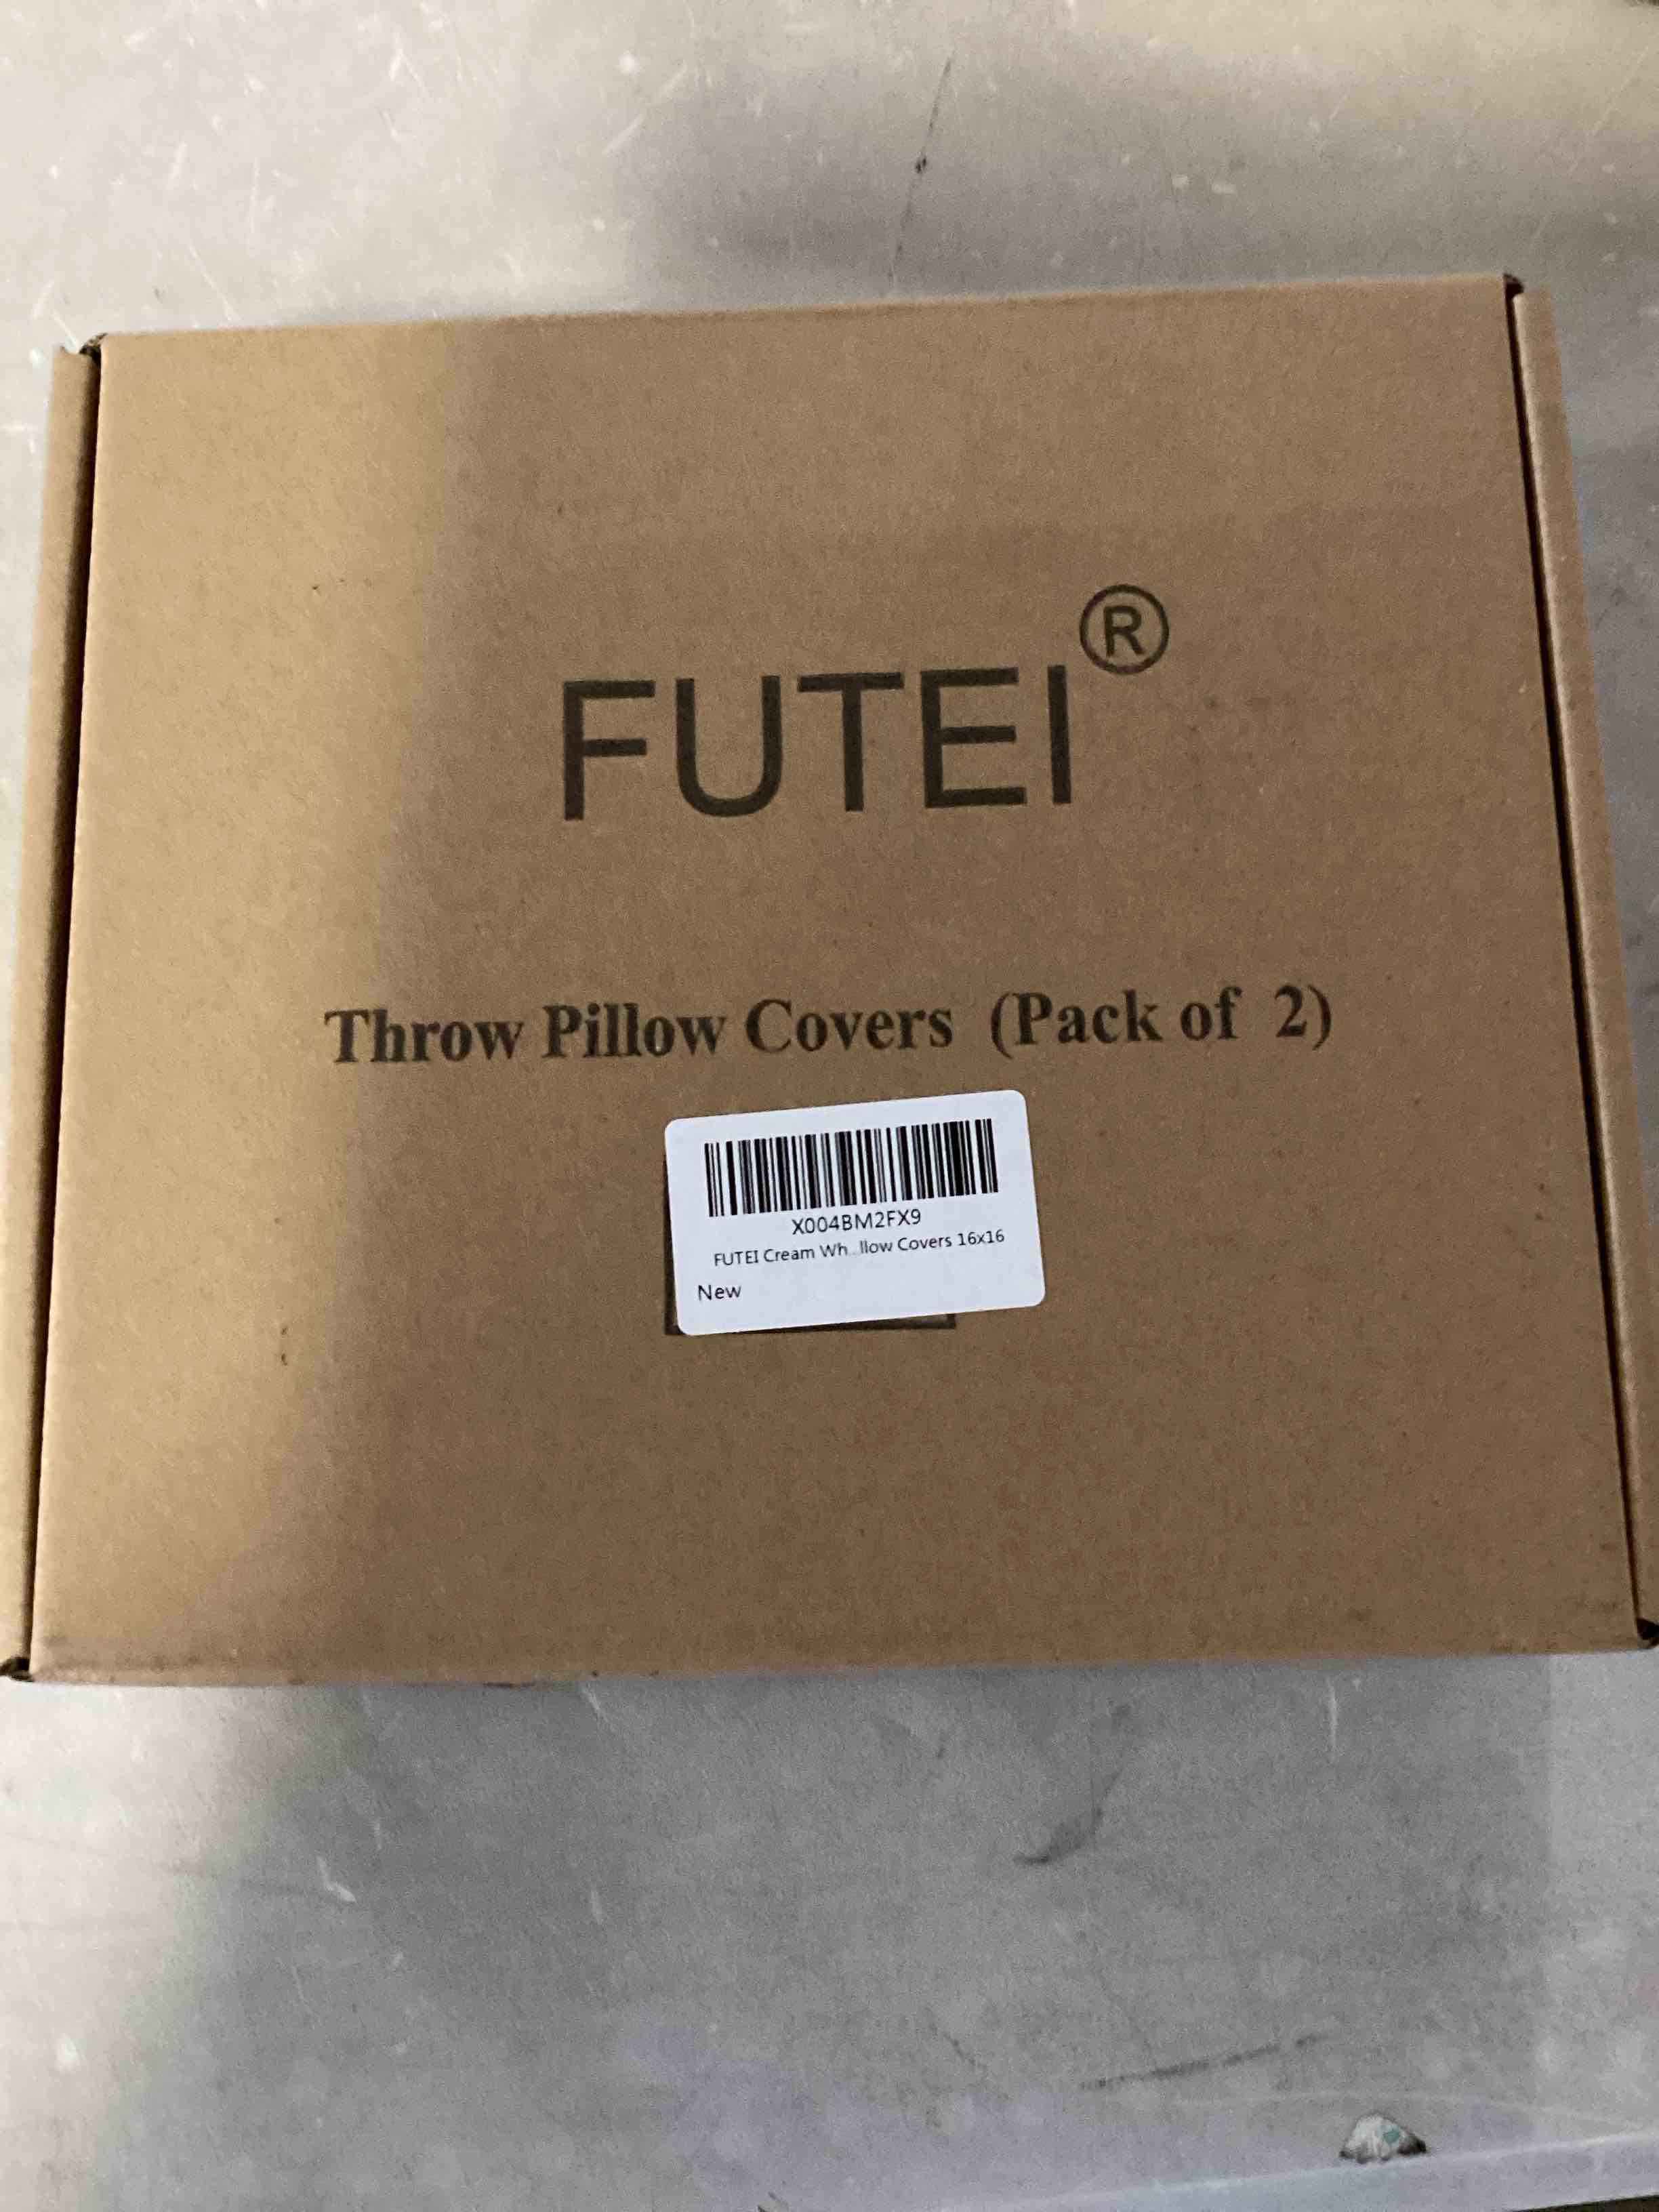 FUTEI®
Throw Pillow Covers (Pack of 2)
X004BM2FX9
FUTEI Cream Wh...llow Covers 16x16
New